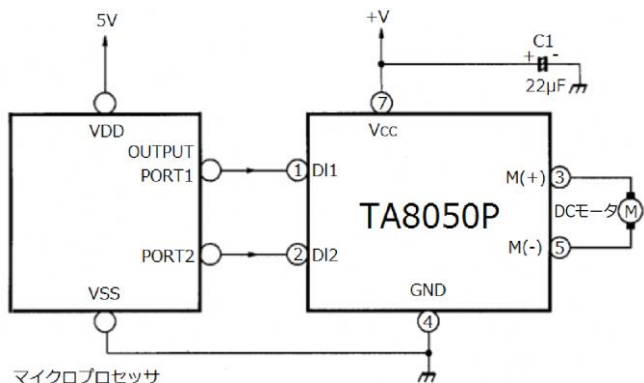 5V
+V
C1
+ -
22μF
⑦
VDD
Vcc
OUTPUT
PORT1
① DI1
M(+) ③
TA8050P
DCモータ M
PORT2
② DI2
M(-) ⑤
VSS
GND
④
マイクロプロセッサ